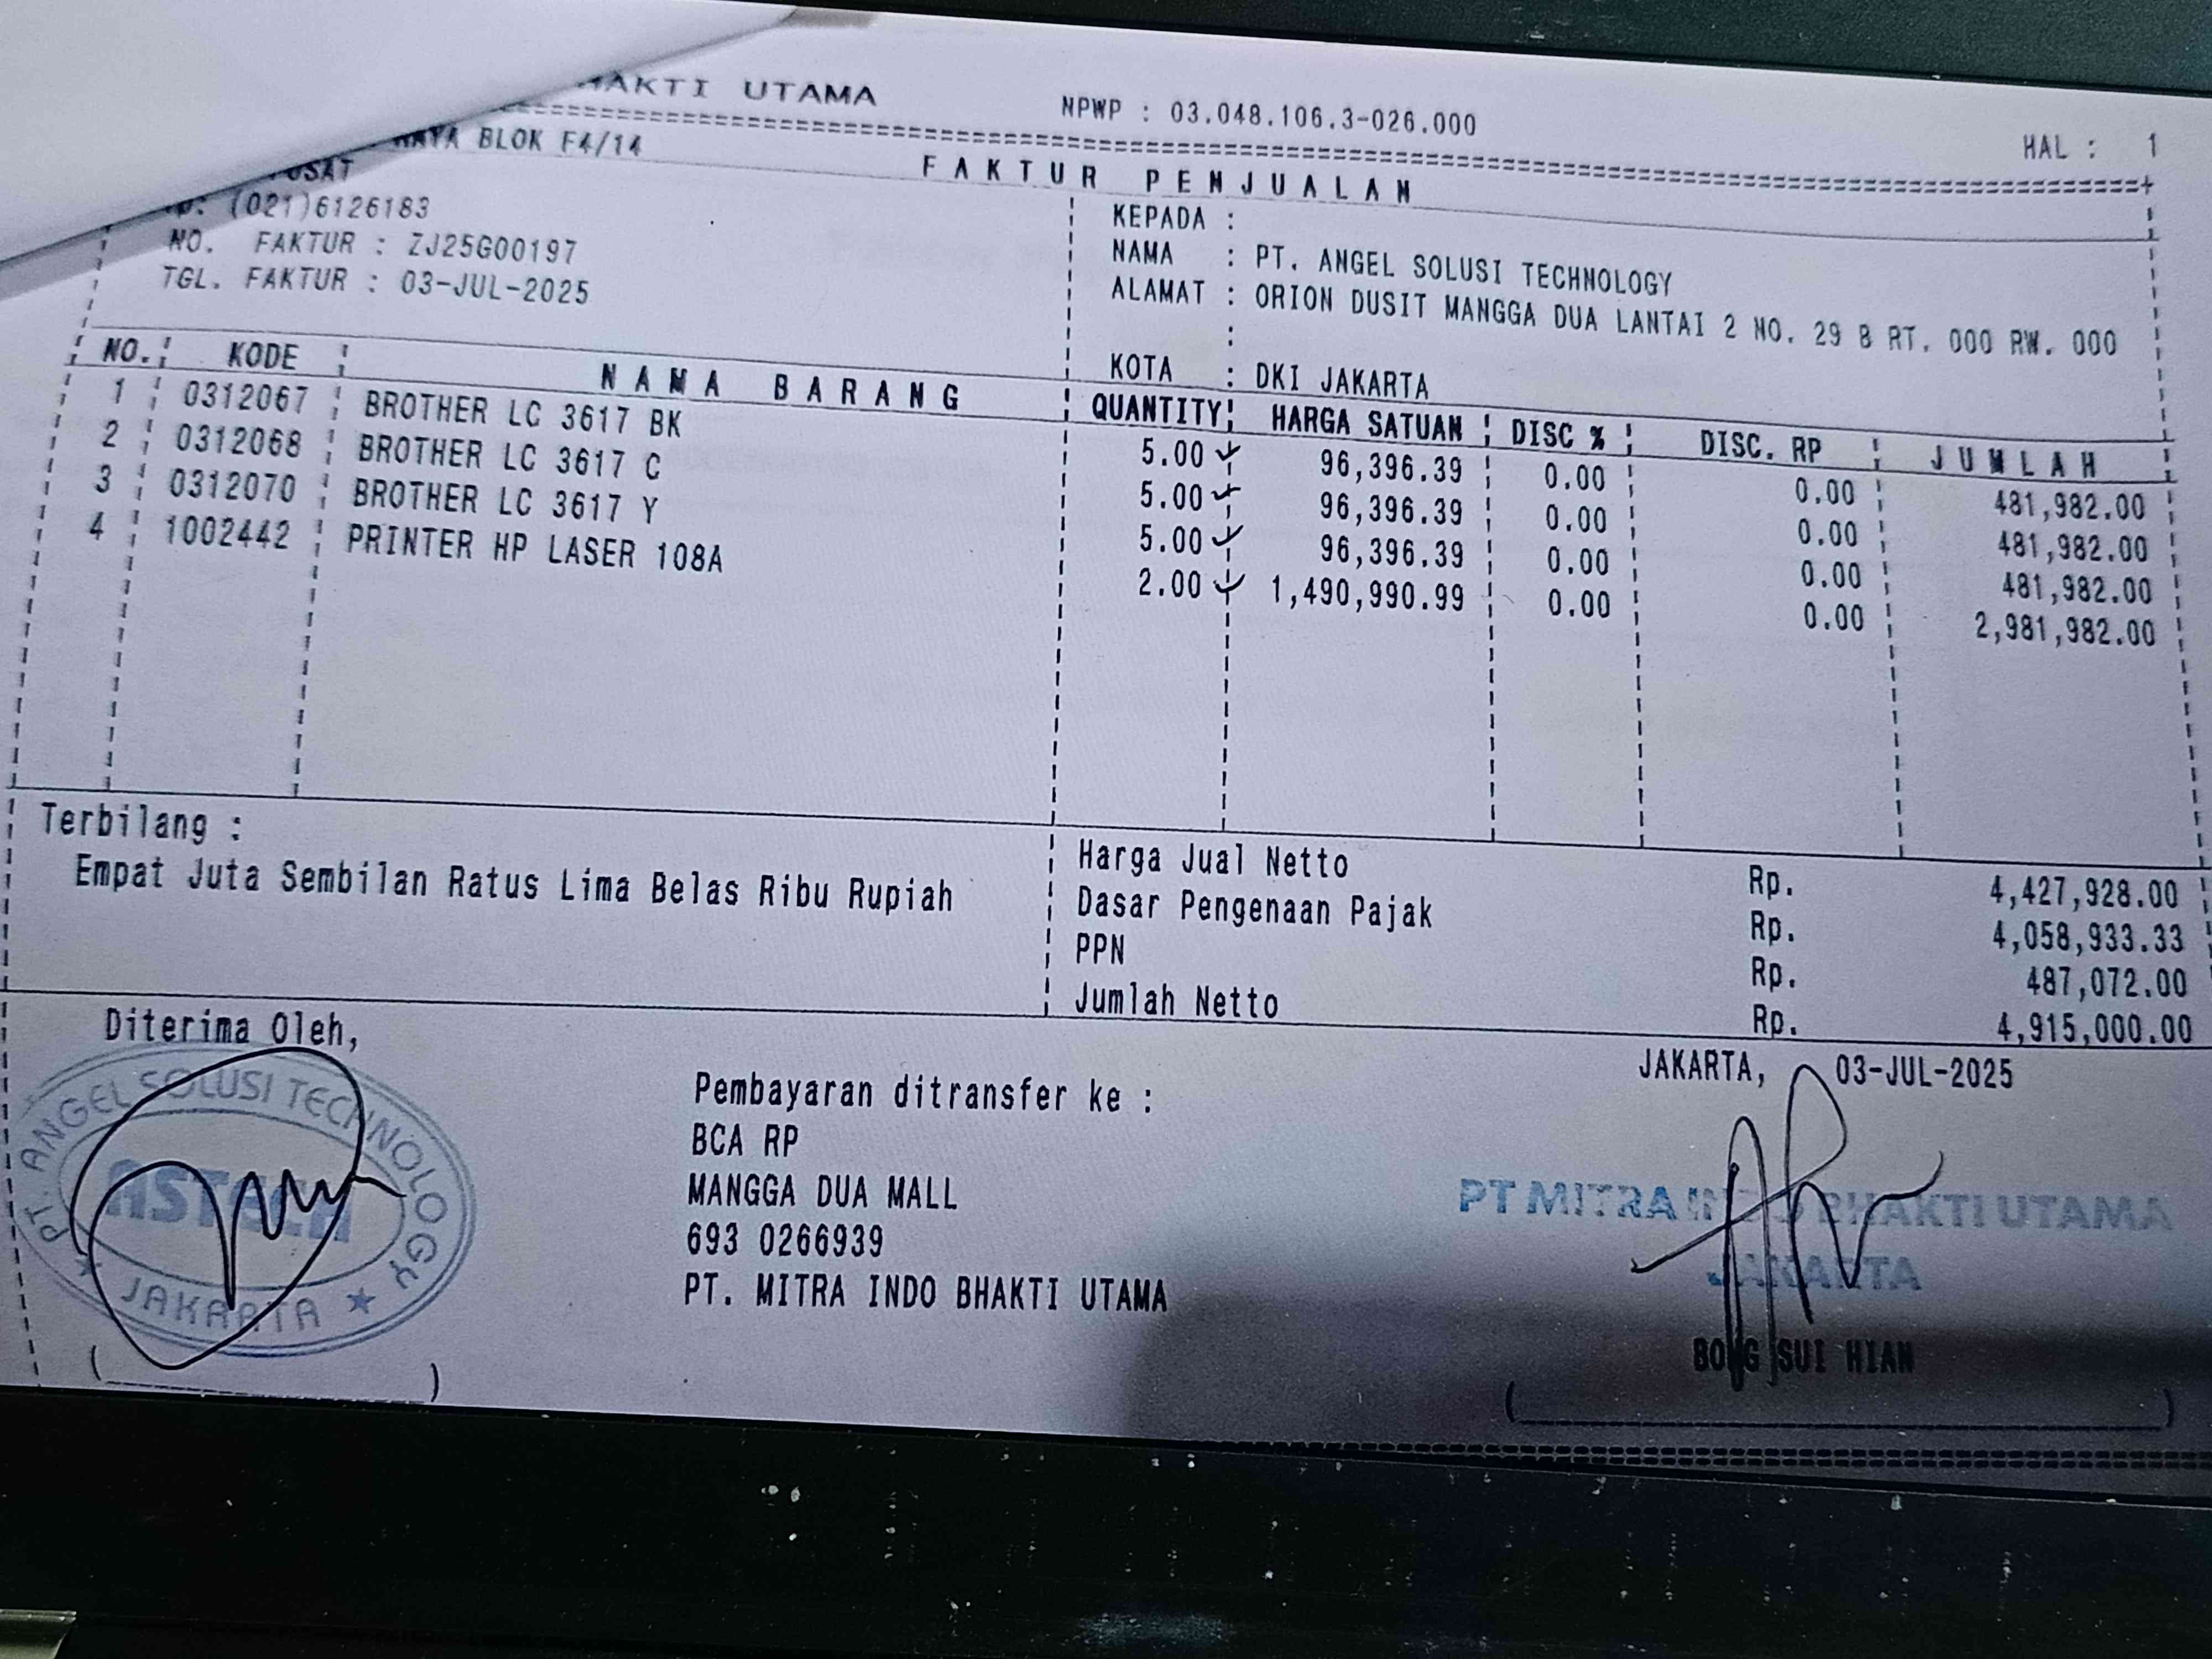 BHAKTI UTAMA NPWP : 03.048.106.3-026.000 HAL : 1
BLOK F4/14
FAKTUR PENJUALAN
(021)6126183
NO. FAKTUR : ZJ25G00197
TGL. FAKTUR : 03-JUL-2025
KEPADA :
NAMA : PT. ANGEL SOLUSI TECHNOLOGY
ALAMAT : ORION DUSIT MANGGA DUA LANTAI 2 NO. 29 B RT. 000 RW. 000
:
KOTA : DKI JAKARTA
NO. KODE NAMA BARANG QUANTITY HARGA SATUAN DISC % DISC. RP JUMLAH
1 0312067 BROTHER LC 3617 BK 5.00 96,396.39 0.00 0.00 481,982.00
2 0312068 BROTHER LC 3617 C 5.00 96,396.39 0.00 0.00 481,982.00
3 0312070 BROTHER LC 3617 Y 5.00 96,396.39 0.00 0.00 481,982.00
4 1002442 PRINTER HP LASER 108A 2.00 1,490,990.99 0.00 0.00 2,981,982.00
Terbilang :
Empat Juta Sembilan Ratus Lima Belas Ribu Rupiah
Harga Jual Netto Rp. 4,427,928.00
Dasar Pengenaan Pajak Rp. 4,058,933.33
PPN Rp. 487,072.00
Jumlah Netto Rp. 4,915,000.00
Diterima Oleh,
PT. ANGEL SOLUSI TECHNOLOGY
ASTECH
JAKARTA
Pembayaran ditransfer ke :
BCA RP
MANGGA DUA MALL
693 0266939
PT. MITRA INDO BHAKTI UTAMA
JAKARTA, 03-JUL-2025
PT MITRA INDO BHAKTI UTAMA
JAKARTA
BONG SUI HIAN